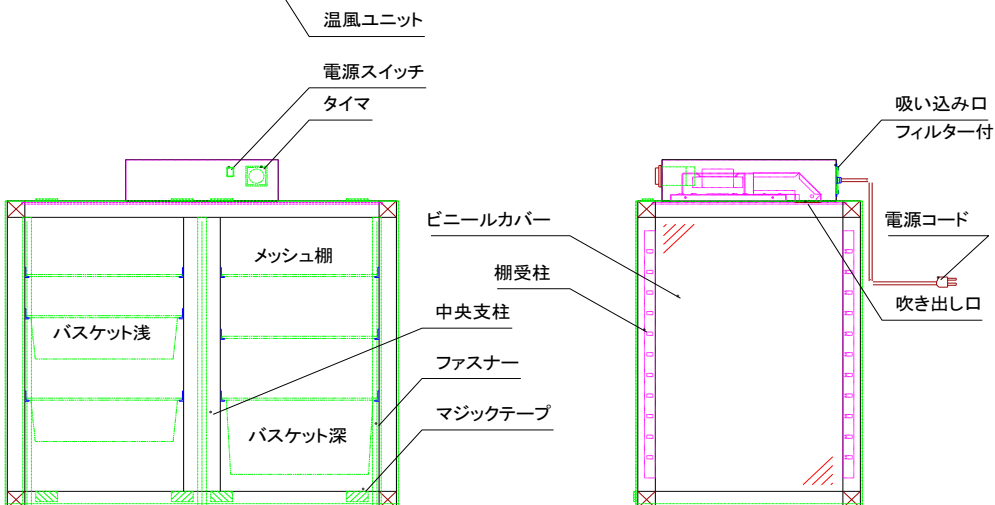 温風ユニット
電源スイッチ
タイマ
吸い込み口
フィルター付
ビニールカバー
電源コード
メッシュ棚
棚受柱
吹き出し口
中央支柱
バスケット浅
ファスナー
マジックテープ
バスケット深